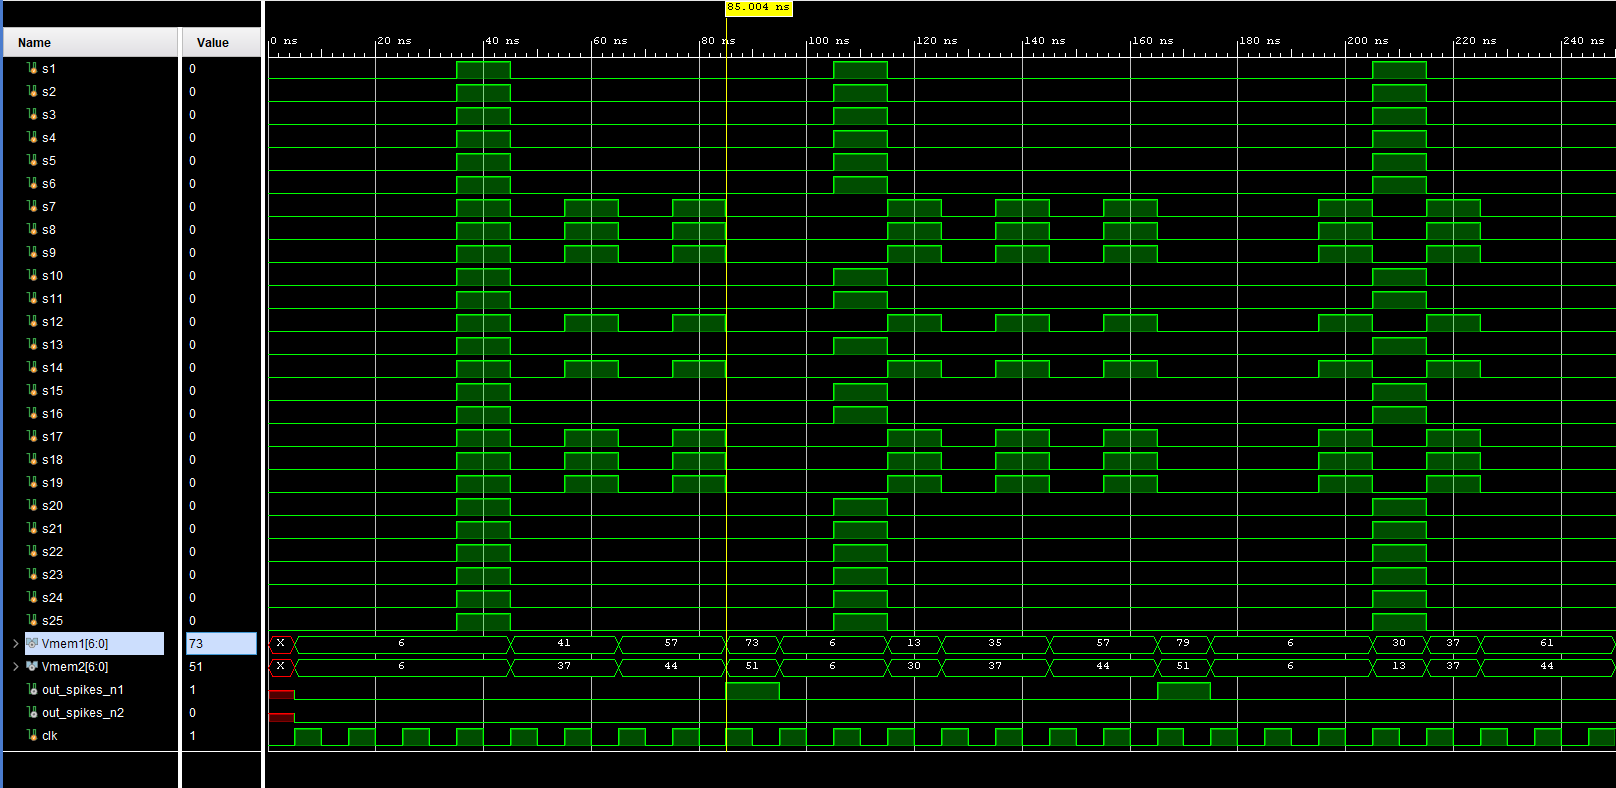 85.004 ns
Name Value
0 ns 20 ns 40 ns 60 ns 80 ns 100 ns 120 ns 140 ns 160 ns 180 ns 200 ns 220 ns 240 ns
s1 0
s2 0
s3 0
s4 0
s5 0
s6 0
s7 0
s8 0
s9 0
s10 0
s11 0
s12 0
s13 0
s14 0
s15 0
s16 0
s17 0
s18 0
s19 0
s20 0
s21 0
s22 0
s23 0
s24 0
s25 0
Vmem1[6:0] 73 X 6 41 57 73 6 13 35 57 79 6 30 37 61
Vmem2[6:0] 51 X 6 37 44 51 6 30 37 44 51 6 13 37 44
out_spikes_n1 1
out_spikes_n2 0
clk 1